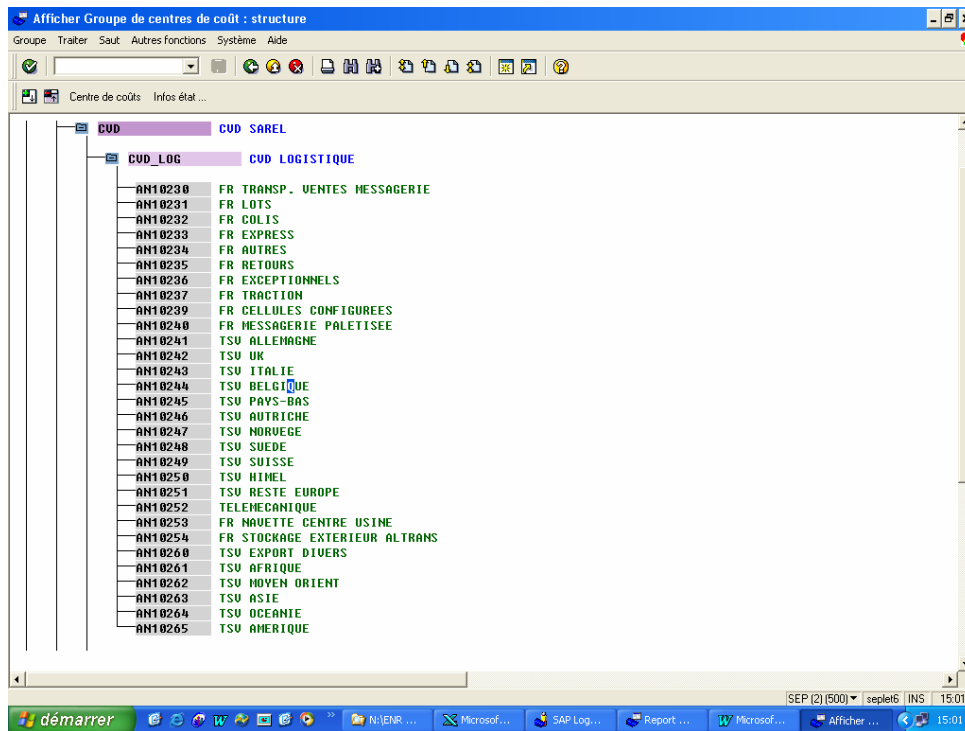 Afficher Groupe de centres de coût : structure
Groupe Traiter Saut Autres fonctions Système Aide
Centre de coûts Infos état ...
CVD CVD SAREL
CVD_LOG CVD LOGISTIQUE
AN10230 FR TRANSP. VENTES MESSAGERIE
AN10231 FR LOTS
AN10232 FR COLIS
AN10233 FR EXPRESS
AN10234 FR AUTRES
AN10235 FR RETOURS
AN10236 FR EXCEPTIONNELS
AN10237 FR TRACTION
AN10239 FR CELLULES CONFIGUREES
AN10240 FR MESSAGERIE PALETISEE
AN10241 TSV ALLEMAGNE
AN10242 TSV UK
AN10243 TSV ITALIE
AN10244 TSV BELGIQUE
AN10245 TSV PAYS-BAS
AN10246 TSV AUTRICHE
AN10247 TSV NORVEGE
AN10248 TSV SUEDE
AN10249 TSV SUISSE
AN10250 TSV HIMEL
AN10251 TSV RESTE EUROPE
AN10252 TELEMECANIQUE
AN10253 FR NAVETTE CENTRE USINE
AN10254 FR STOCKAGE EXTERIEUR ALTRANS
AN10260 TSV EXPORT DIVERS
AN10261 TSV AFRIQUE
AN10262 TSV MOYEN ORIENT
AN10263 TSV ASIE
AN10264 TSV OCEANIE
AN10265 TSV AMERIQUE
SEP (2) (500) seplet6 INS 15:01
démarrer N:\ENR ... Microsof... SAP Log... Report ... Microsof... Afficher ... 15:01